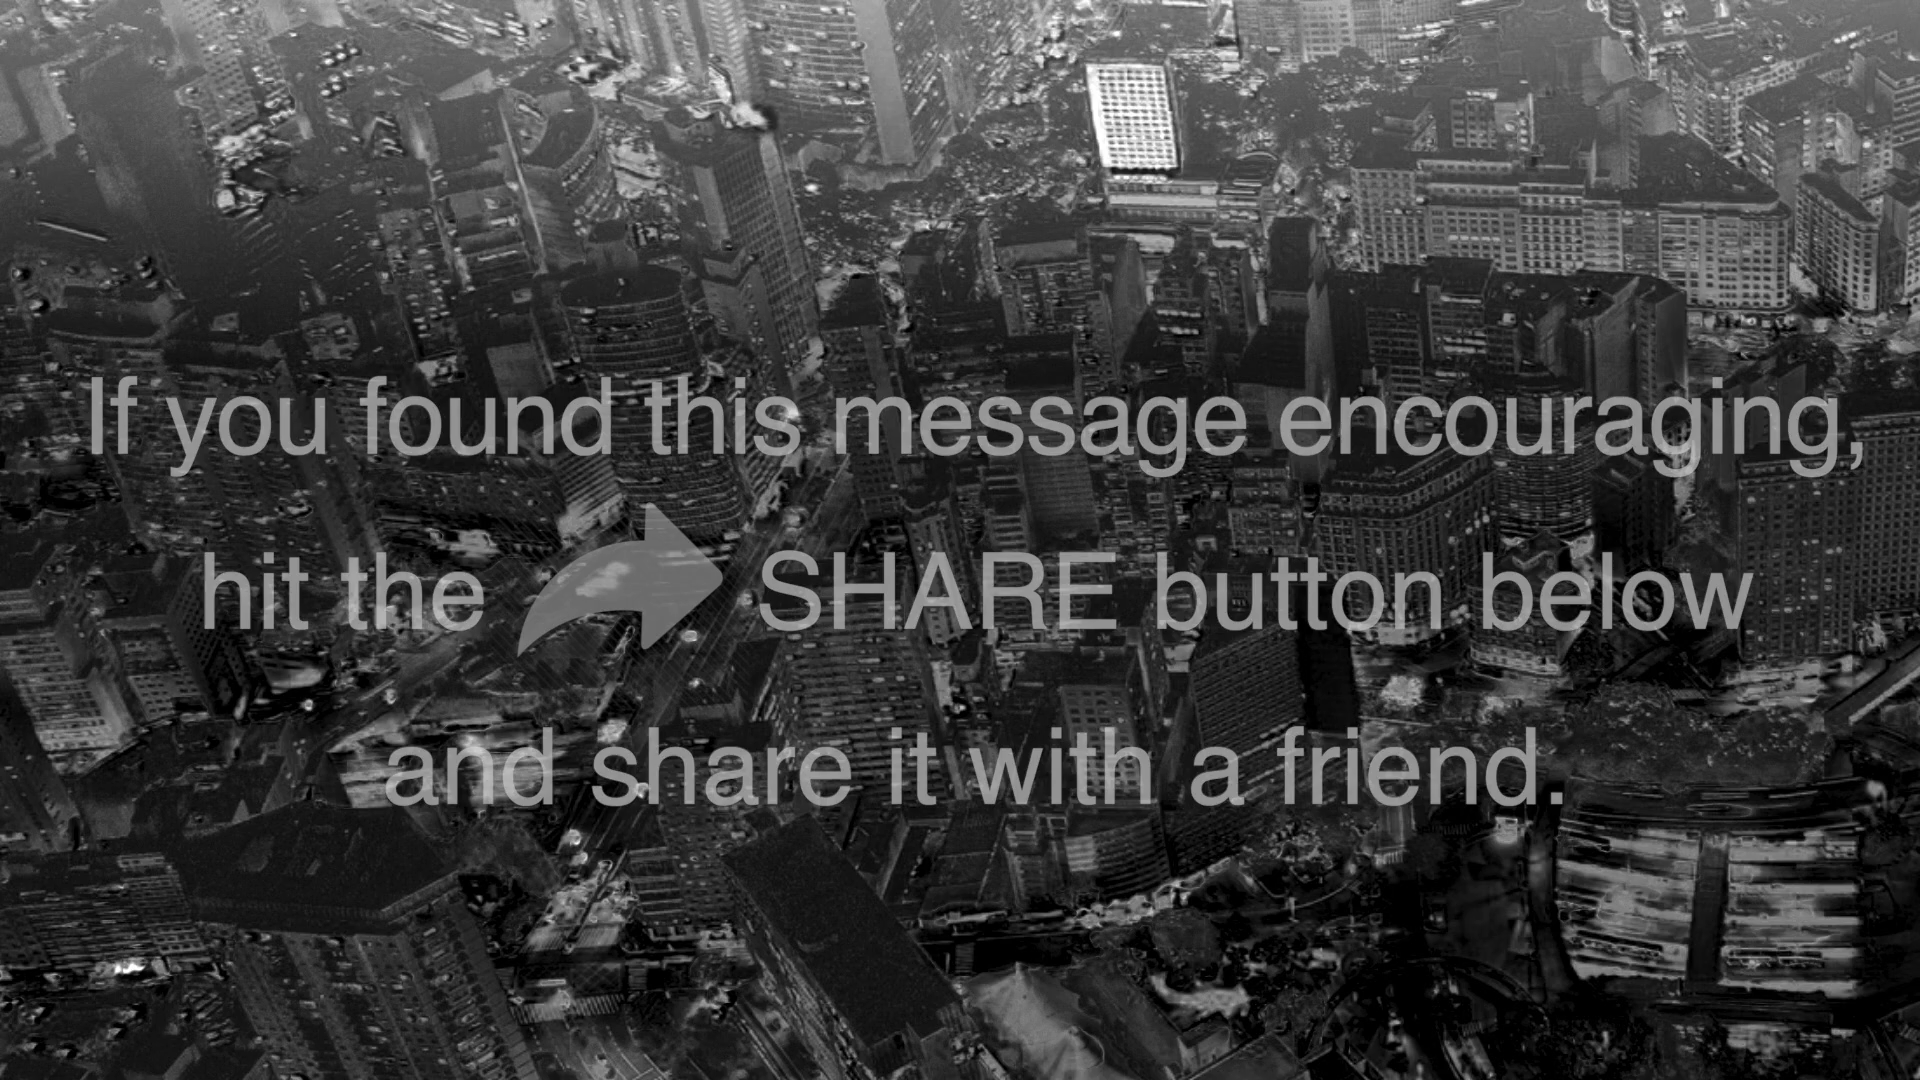 If you found this message encouraging,
hit the SHARE button below
and share it with a friend.